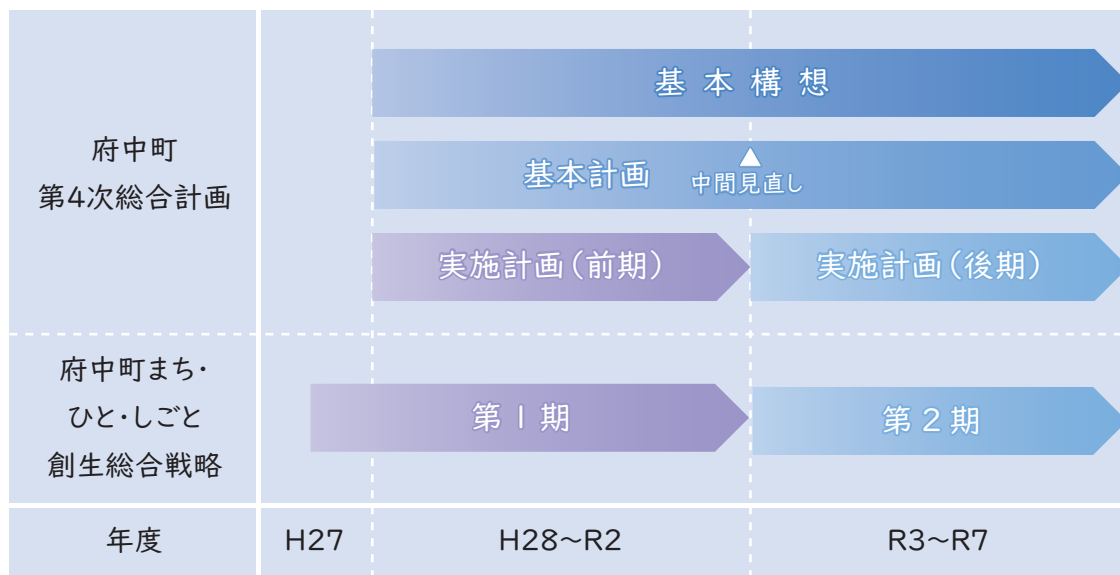 府中町
第4次総合計画
基本構想
基本計画
中間見直し
実施計画(前期)
実施計画(後期)
府中町まち・
ひと・しごと
創生総合戦略
第1期
第2期
年度
H27
H28～R2
R3～R7